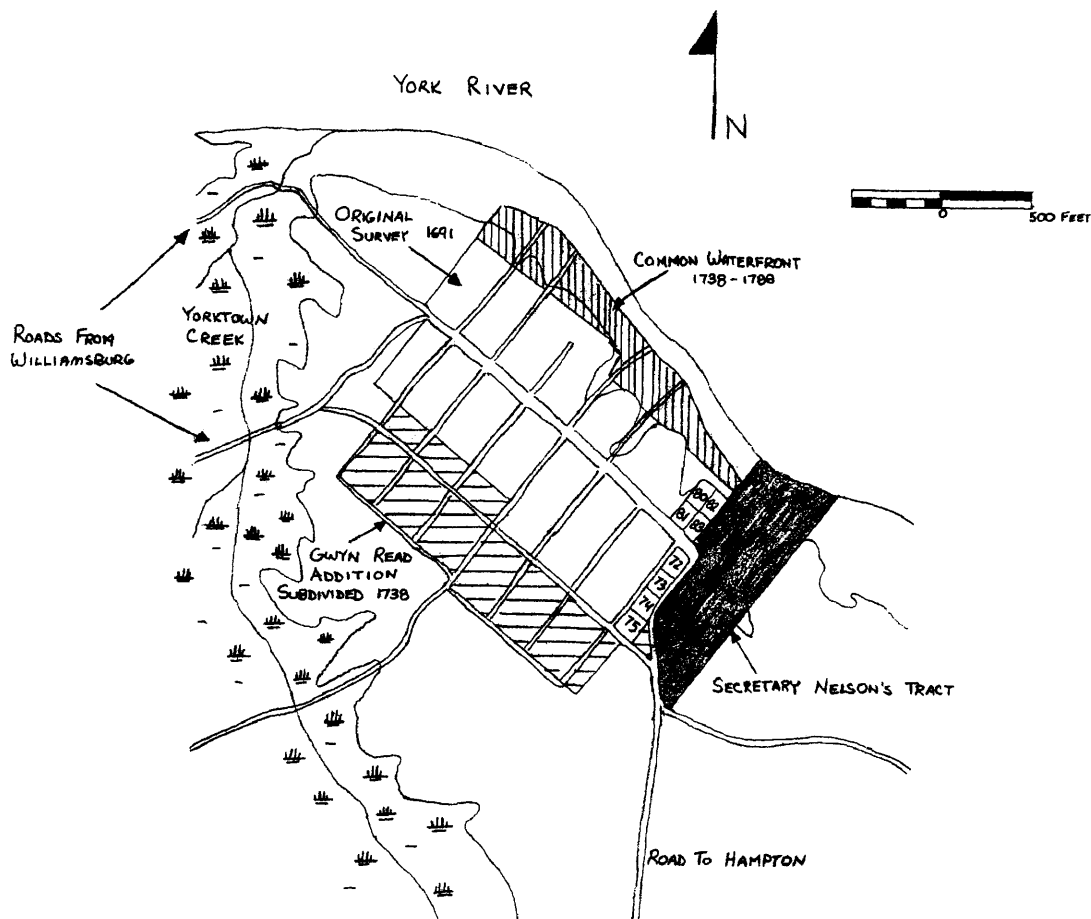 YORK RIVER
N
0
500 FEET
ORIGINAL
SURVEY 1691
COMMON WATERFRONT
1738-1788
ROADS FROM
WILLIAMSBURG
YORKTOWN
CREEK
80 82
81 83
72
73
74
75
GWYN READ
ADDITION
SUBDIVIDED 1738
SECRETARY NELSON'S TRACT
ROAD TO HAMPTON